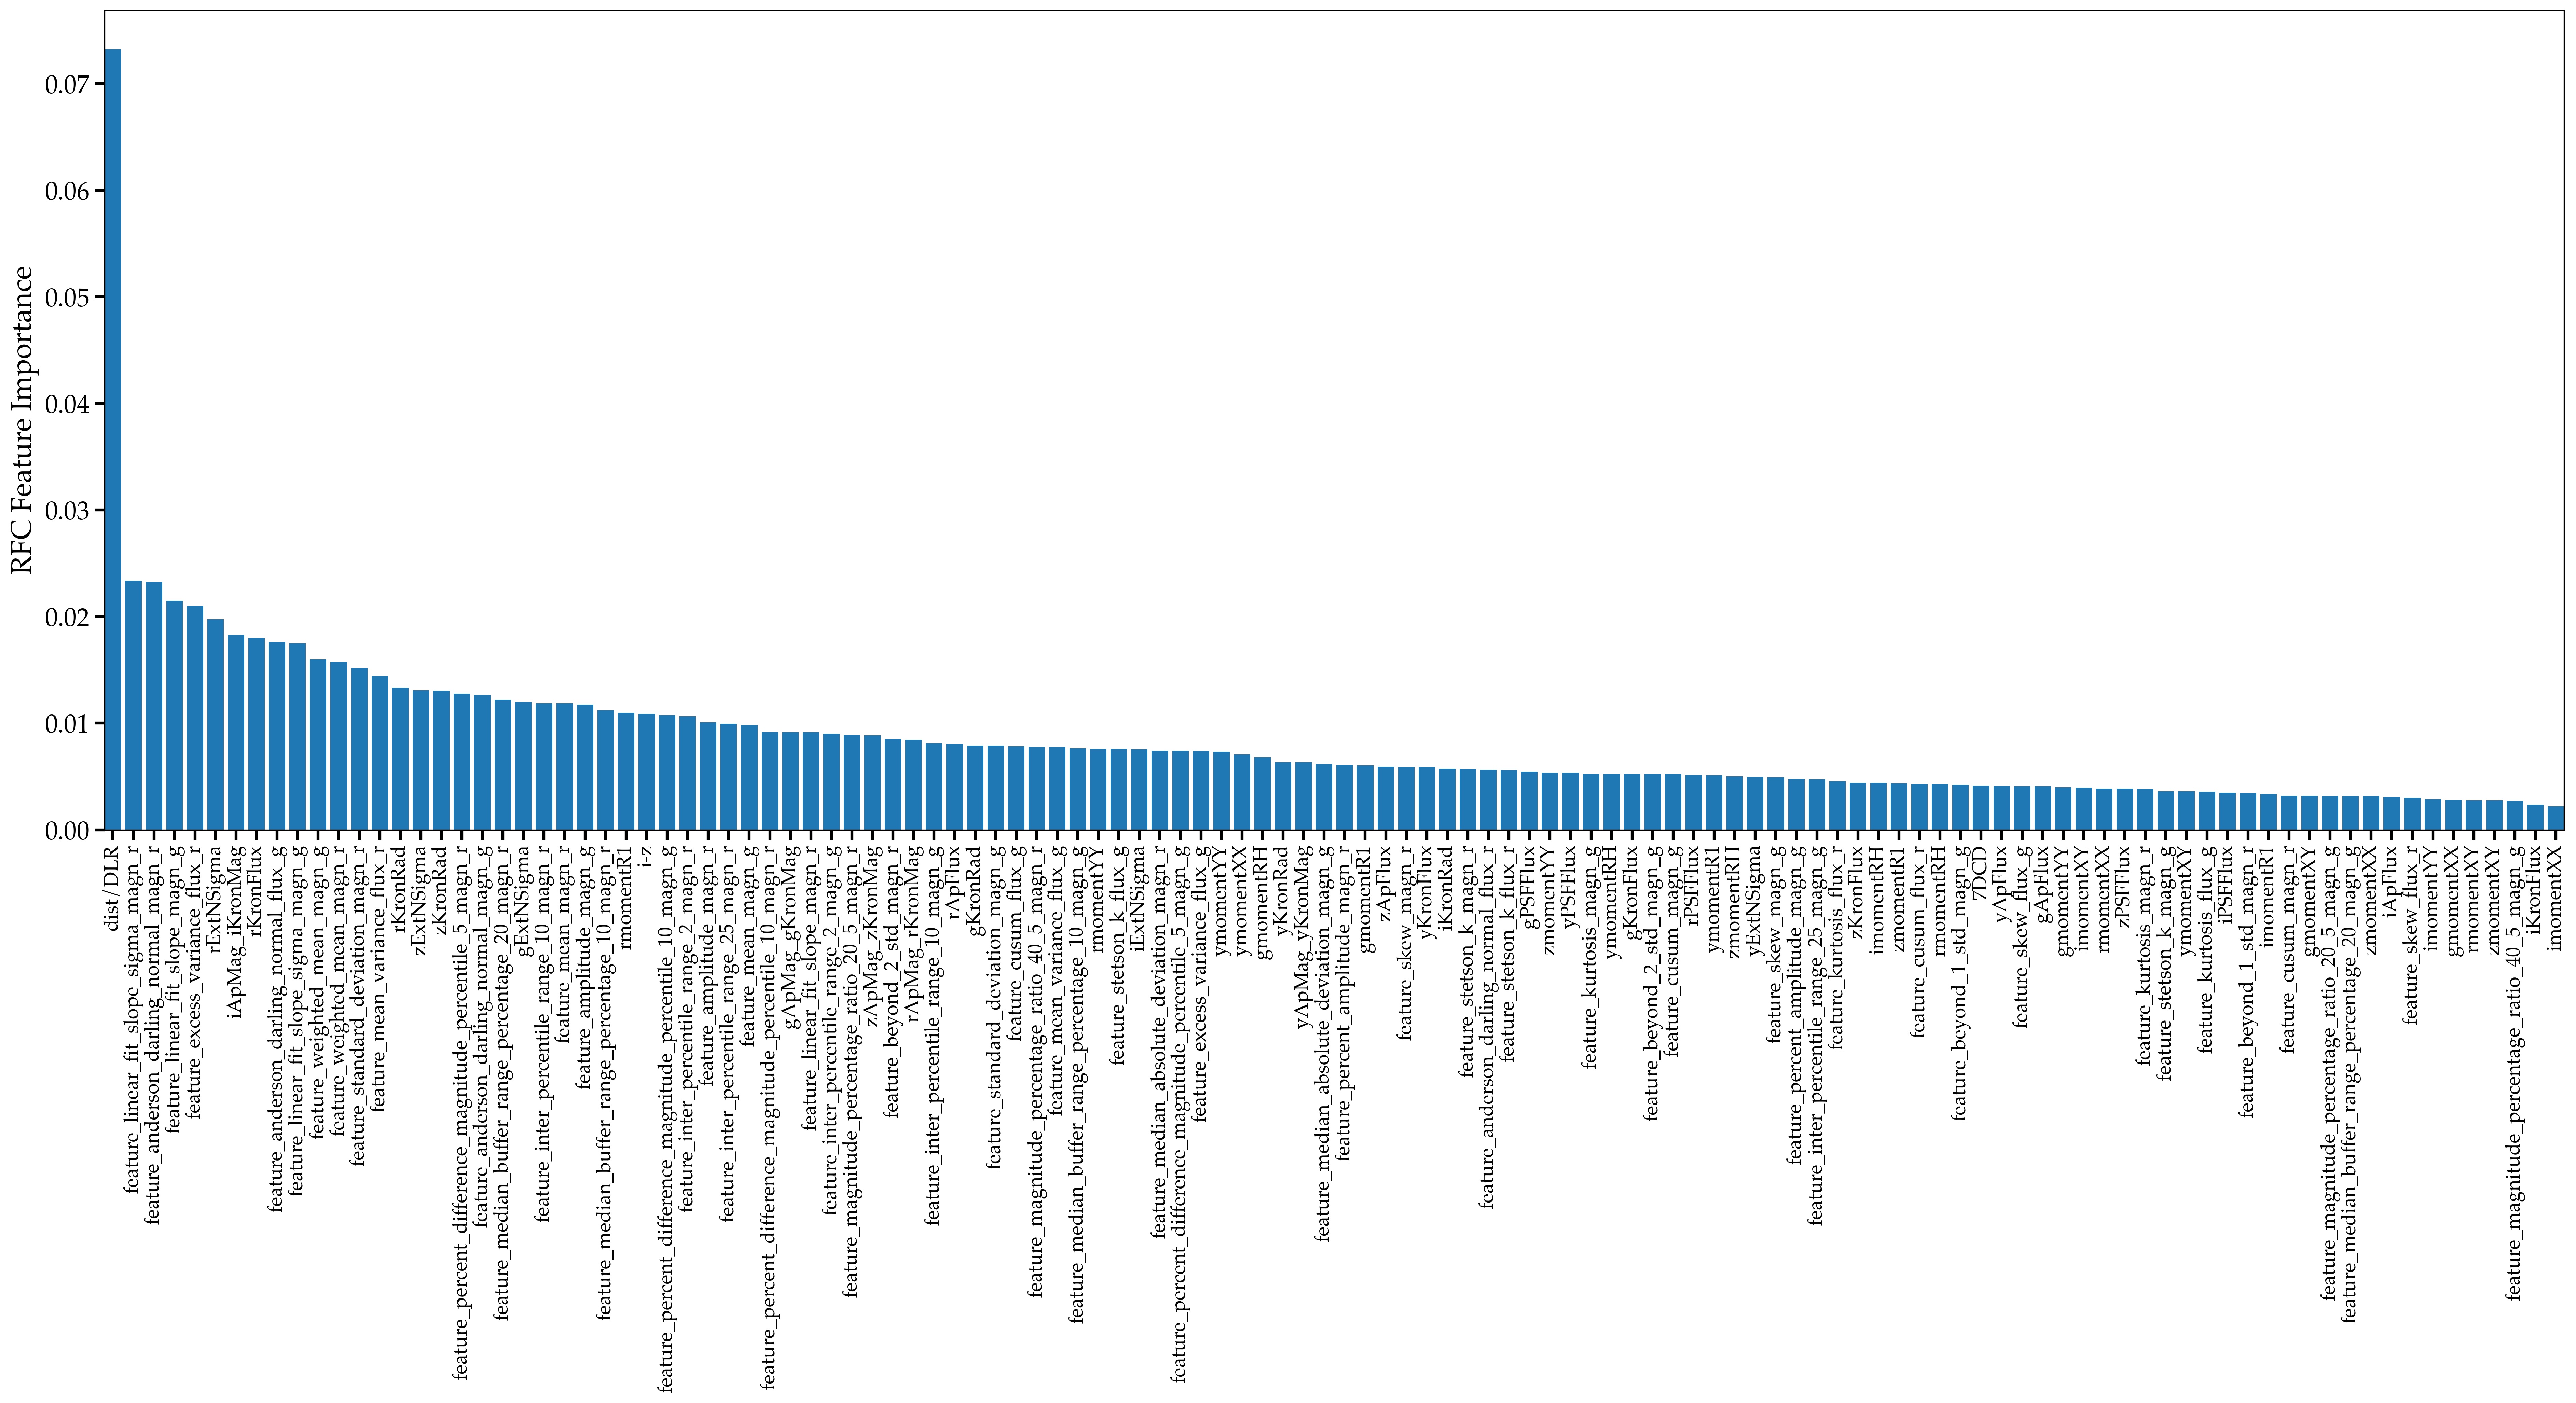 RFC Feature Importance
0.07
0.06
0.05
0.04
0.03
0.02
0.01
0.00
dist/DLR
feature_linear_fit_slope_sigma_magn_r
feature_anderson_darling_normal_magn_r
feature_linear_fit_slope_magn_g
feature_excess_variance_flux_r
rExtNSigma
iApMag_iKronMag
rKronFlux
feature_anderson_darling_normal_flux_g
feature_linear_fit_slope_sigma_magn_g
feature_weighted_mean_magn_g
feature_weighted_mean_magn_r
feature_standard_deviation_magn_r
feature_mean_variance_flux_r
rKronRad
zExtNSigma
zKronRad
feature_percent_difference_magnitude_percentile_5_magn_r
feature_anderson_darling_normal_magn_g
feature_median_buffer_range_percentage_20_magn_r
gExtNSigma
feature_inter_percentile_range_10_magn_r
feature_mean_magn_r
feature_amplitude_magn_g
feature_median_buffer_range_percentage_10_magn_r
rmomentR1
i-z
feature_percent_difference_magnitude_percentile_10_magn_g
feature_inter_percentile_range_2_magn_r
feature_amplitude_magn_r
feature_inter_percentile_range_25_magn_r
feature_mean_magn_g
feature_percent_difference_magnitude_percentile_10_magn_r
gApMag_gKronMag
feature_linear_fit_slope_magn_r
feature_inter_percentile_range_2_magn_g
feature_magnitude_percentage_ratio_20_5_magn_r
zApMag_zKronMag
feature_beyond_2_std_magn_r
rApMag_rKronMag
feature_inter_percentile_range_10_magn_g
rApFlux
gKronRad
feature_standard_deviation_magn_g
feature_cusum_flux_g
feature_magnitude_percentage_ratio_40_5_magn_r
feature_mean_variance_flux_g
feature_median_buffer_range_percentage_10_magn_g
rmomentYY
feature_stetson_k_flux_g
iExtNSigma
feature_median_absolute_deviation_magn_r
feature_percent_difference_magnitude_percentile_5_magn_g
feature_excess_variance_flux_g
ymomentYY
ymomentXX
gmomentRH
yKronRad
yApMag_yKronMag
feature_median_absolute_deviation_magn_g
feature_percent_amplitude_magn_r
gmomentR1
zApFlux
feature_skew_magn_r
yKronFlux
iKronRad
feature_stetson_k_magn_r
feature_anderson_darling_normal_flux_r
feature_stetson_k_flux_r
gPSFFlux
zmomentYY
yPSFFlux
feature_kurtosis_magn_g
ymomentRH
gKronFlux
feature_beyond_2_std_magn_g
feature_cusum_magn_g
rPSFFlux
ymomentR1
zmomentRH
yExtNSigma
feature_skew_magn_g
feature_percent_amplitude_magn_g
feature_inter_percentile_range_25_magn_g
feature_kurtosis_flux_r
zKronFlux
imomentRH
zmomentR1
feature_cusum_flux_r
rmomentRH
feature_beyond_1_std_magn_g
7DCD
yApFlux
feature_skew_flux_g
gApFlux
gmomentYY
imomentXY
rmomentXX
zPSFFlux
feature_kurtosis_magn_r
feature_stetson_k_magn_g
ymomentXY
feature_kurtosis_flux_g
iPSFFlux
feature_beyond_1_std_magn_r
imomentR1
feature_cusum_magn_r
gmomentXY
feature_magnitude_percentage_ratio_20_5_magn_g
feature_median_buffer_range_percentage_20_magn_g
zmomentXX
iApFlux
feature_skew_flux_r
imomentYY
gmomentXX
rmomentXY
zmomentXY
feature_magnitude_percentage_ratio_40_5_magn_g
iKronFlux
imomentXX